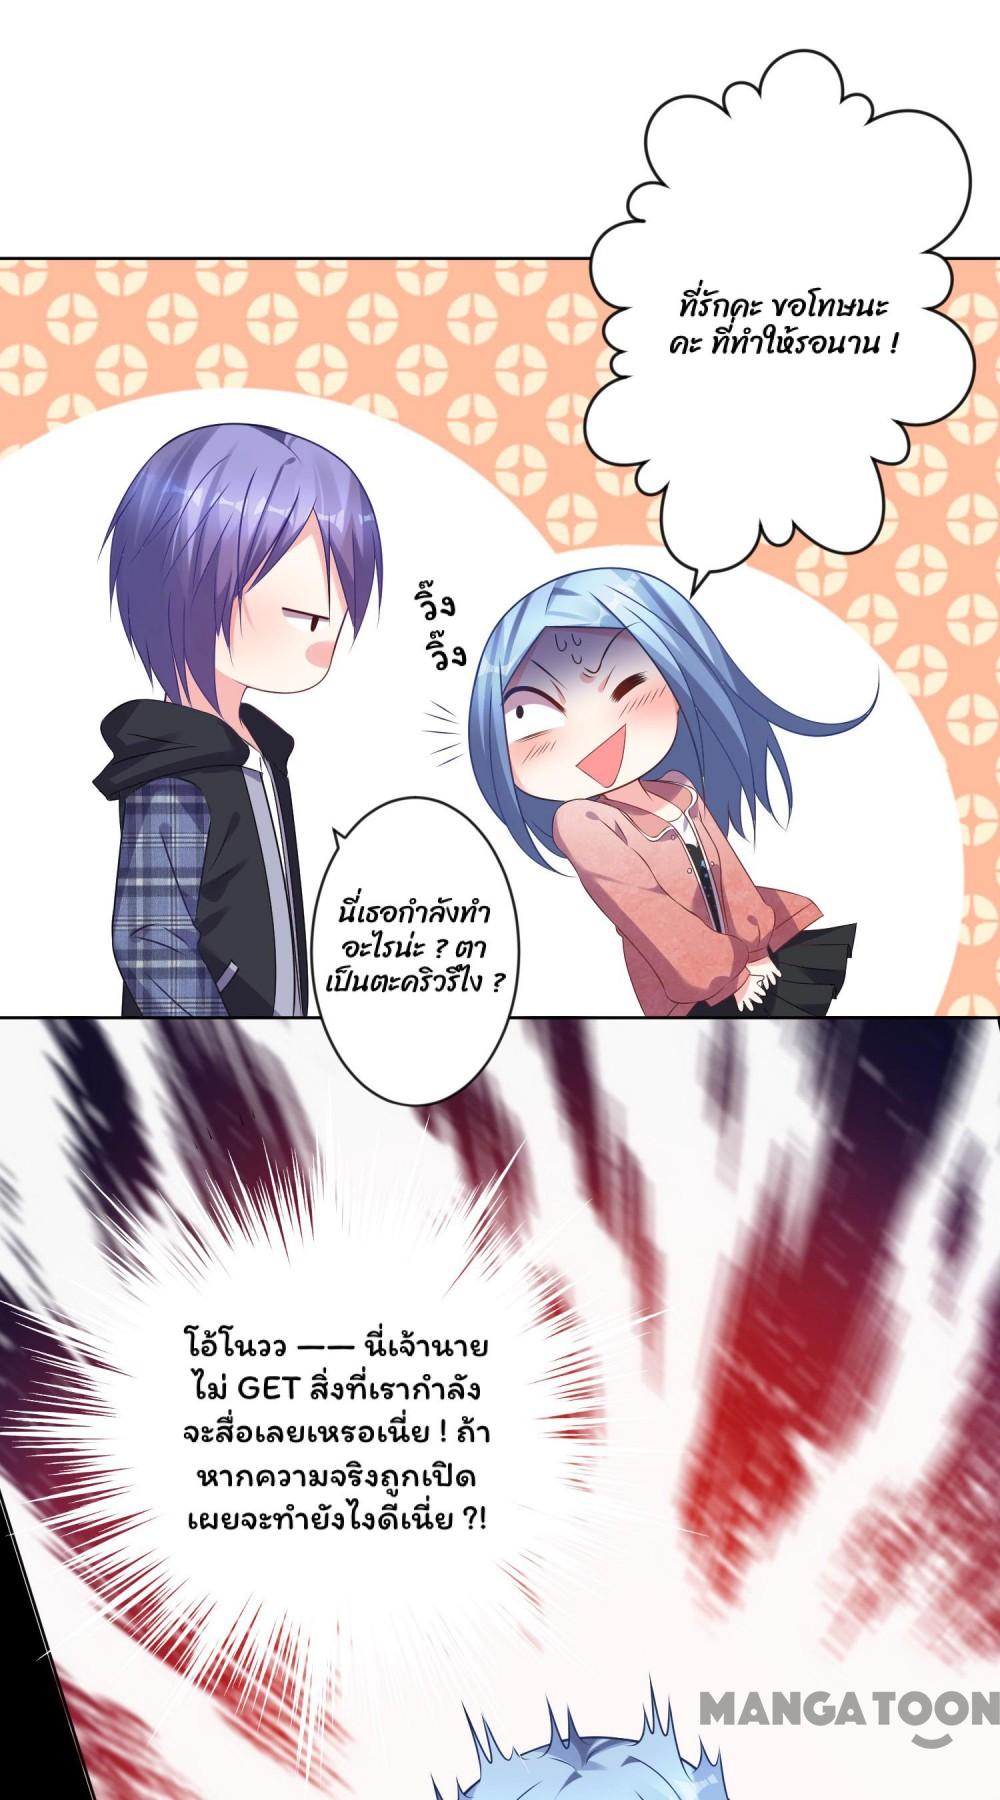 ที่รักคะ ขอโทษนะ
คะ ที่ทำให้รอนาน !
วิ๊ง
วิ๊ง
นี่เธอกำลังทำ
อะไรน่ะ ? ตา
เป็นตะคริวรึไง ?
โอ้โนวว —— นี่เจ้านาย
ไม่ GET สิ่งที่เรากำลัง
จะสื่อเลยเหรอเนี่ย ! ถ้า
หากความจริงถูกเปิด
เผยจะทำยังไงดีเนี่ย ?!
MANGA TOON